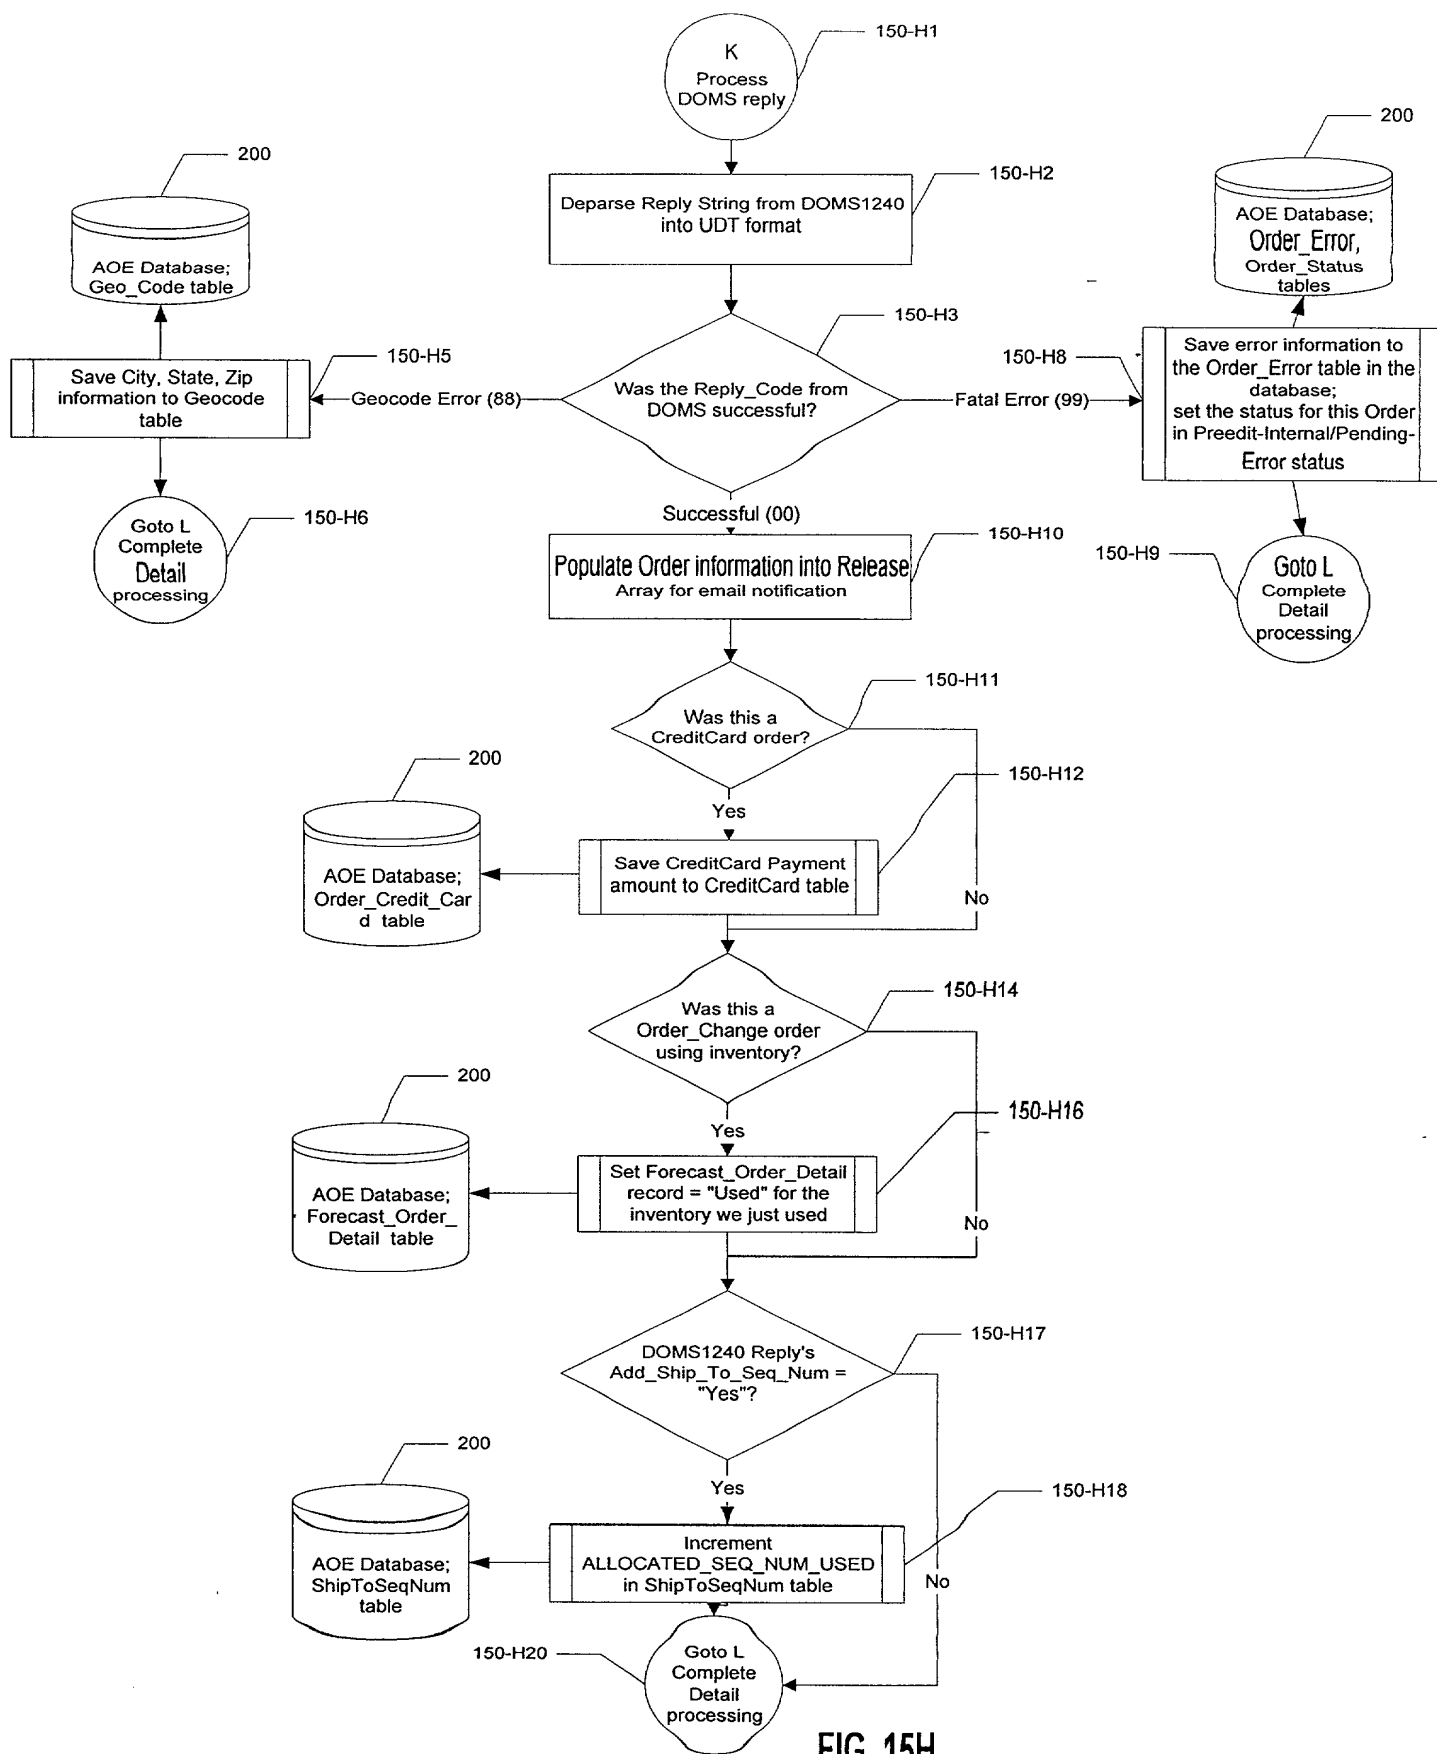 150-H1
K
Process
DOMS reply
200
200
150-H2
Deparse Reply String from DOMS1240
into UDT format
AOE Database;
Geo_Code table
AOE Database;
Order_Error,
Order_Status
tables
150-H3
150-H5
150-H8
Save City, State, Zip
information to Geocode
table
Geocode Error (88)
Was the Reply_Code from
DOMS successful?
Fatal Error (99)
Save error information to
the Order_Error table in the
database;
set the status for this Order
in Preedit-Internal/Pending-
Error status
Successful (00)
150-H6
Goto L
Complete
Detail
processing
150-H10
Populate Order information into Release
Array for email notification
150-H9
Goto L
Complete
Detail
processing
150-H11
Was this a
CreditCard order?
200
150-H12
Yes
Save CreditCard Payment
amount to CreditCard table
AOE Database;
Order_Credit_Car
d table
No
150-H14
Was this a
Order_Change order
using inventory?
200
150-H16
Yes
Set Forecast_Order_Detail
record = "Used" for the
inventory we just used
AOE Database;
Forecast_Order_
Detail table
No
150-H17
DOMS1240 Reply's
Add_Ship_To_Seq_Num =
"Yes"?
200
Yes
150-H18
Increment
ALLOCATED_SEQ_NUM_USED
in ShipToSeqNum table
AOE Database;
ShipToSeqNum
table
No
150-H20
Goto L
Complete
Detail
processing
FIG. 15H